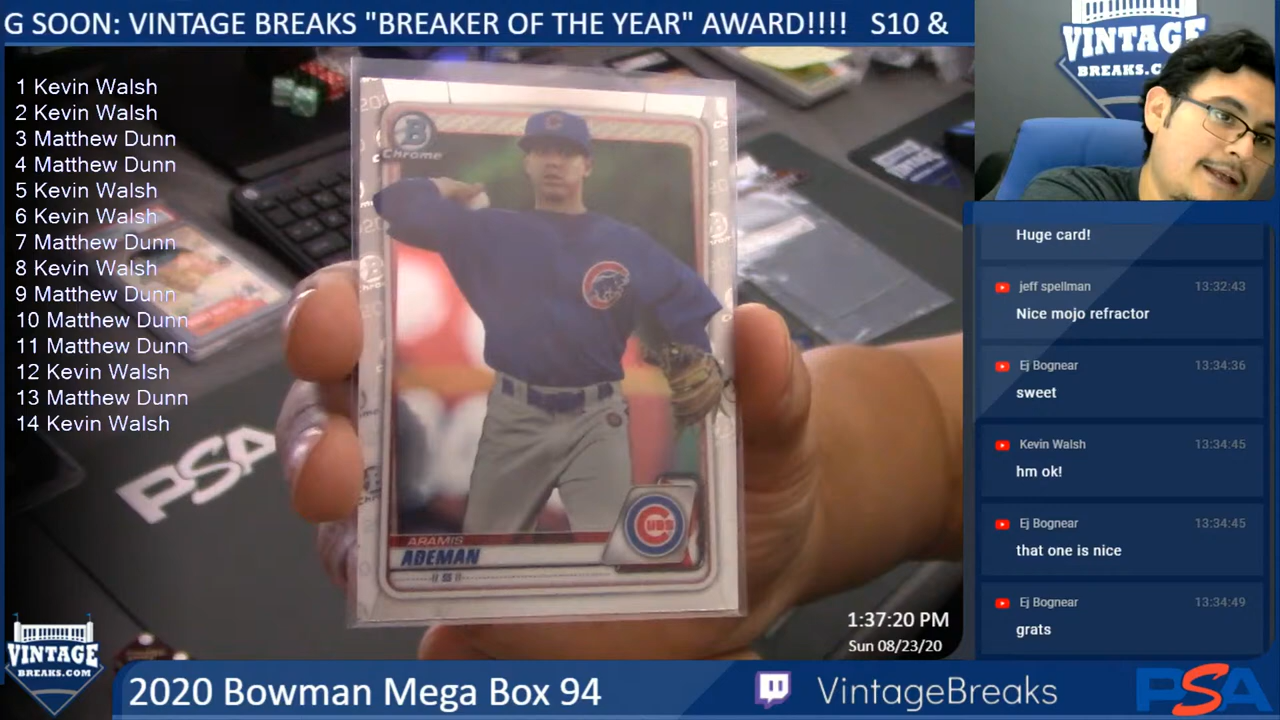 G SOON: VINTAGE BREAKS "BREAKER OF THE YEAR" AWARD!!!! S10 &
1 Kevin Walsh
2 Kevin Walsh
3 Matthew Dunn
4 Matthew Dunn
5 Kevin Walsh
6 Kevin Walsh
7 Matthew Dunn
8 Kevin Walsh
9 Matthew Dunn
10 Matthew Dunn
11 Matthew Dunn
12 Kevin Walsh
13 Matthew Dunn
14 Kevin Walsh
B
Chrome
C
CUBS
ARAMIS
ADEMAN
SS
PSA
VINTAGE
BREAKS.C
Huge card!
jeff spellman 13:32:43
Nice mojo refractor
Ej Bognear 13:34:36
sweet
Kevin Walsh 13:34:45
hm ok!
Ej Bognear 13:34:45
that one is nice
Ej Bognear 13:34:49
grats
1:37:20 PM
Sun 08/23/20
VINTAGE
BREAKS.COM
2020 Bowman Mega Box 94
VintageBreaks
PSA